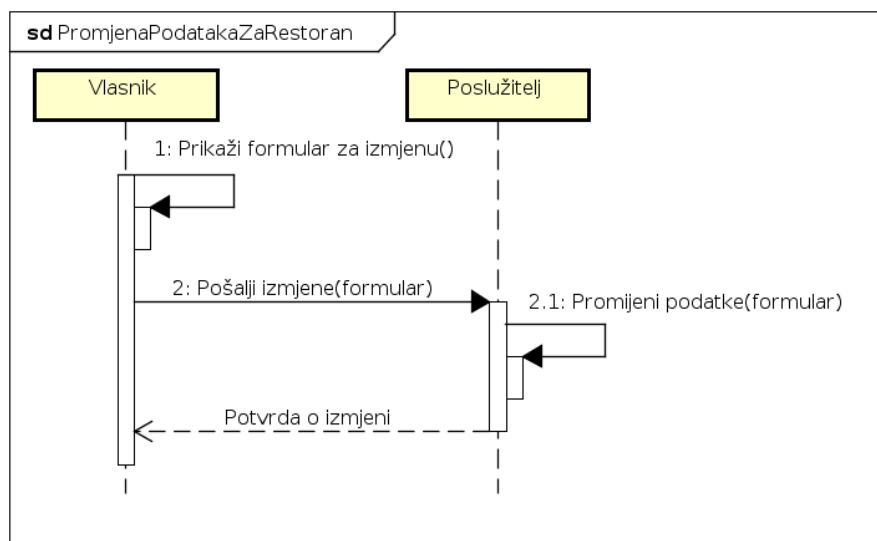 sd PromjenaPodatakaZaRestoran
Vlasnik
Poslužitelj
1: Prikaži formular za izmjenu()
2: Pošalji izmjene(formular)
2.1: Promijeni podatke(formular)
Potvrda o izmjeni